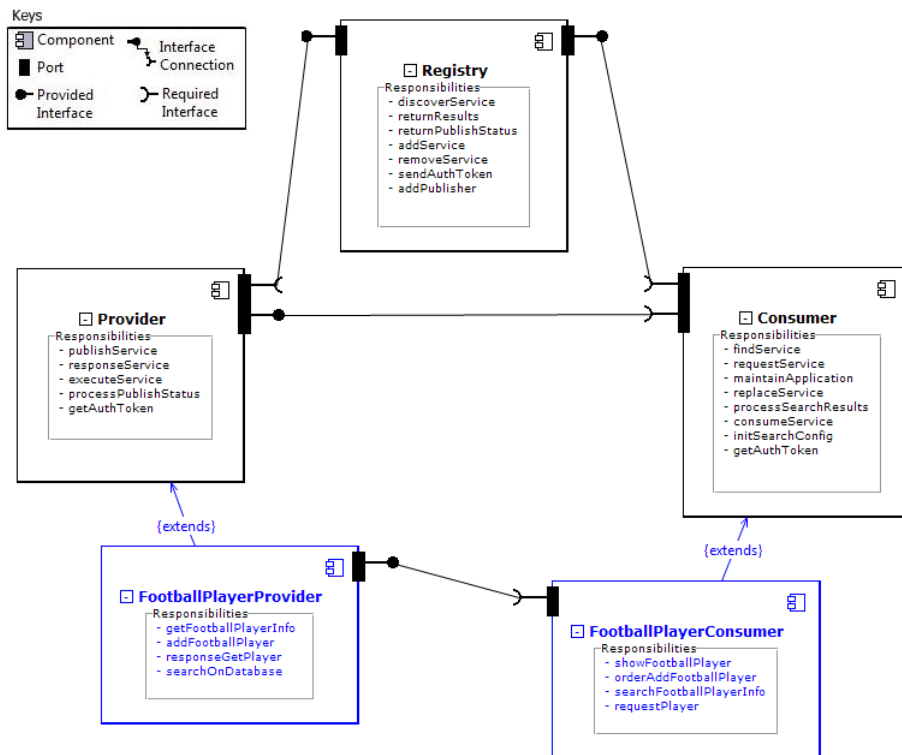 Keys
Component
Interface
Connection
Port
Provided
Interface
Required
Interface
Registry
Responsibilities
- discoverService
- returnResults
- returnPublishStatus
- addService
- removeService
- sendAuthToken
- addPublisher
Provider
Responsibilities
- publishService
- responseService
- executeService
- processPublishStatus
- getAuthToken
Consumer
Responsibilities
- findService
- requestService
- maintainApplication
- replaceService
- processSearchResults
- consumeService
- initSearchConfig
- getAuthToken
{extends}
{extends}
FootballPlayerProvider
Responsibilities
- getFootballPlayerInfo
- addFootballPlayer
- responseGetPlayer
- searchOnDatabase
FootballPlayerConsumer
Responsibilities
- showFootballPlayer
- orderAddFootballPlayer
- searchFootballPlayerInfo
- requestPlayer